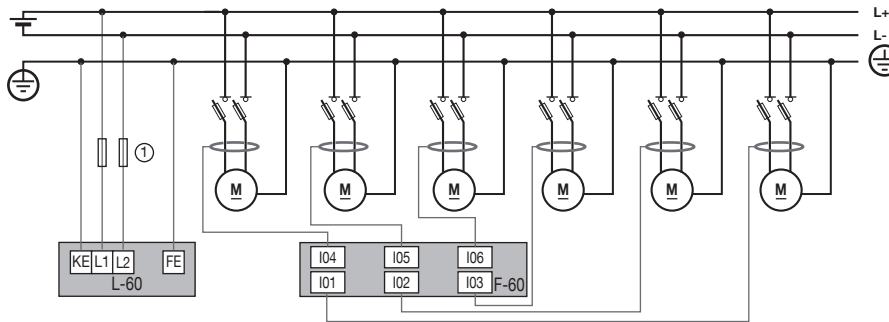 L+
L-
1
M M M M M M
KE L1 L2 FE
L-60
I04 I05 I06
I01 I02 I03
F-60